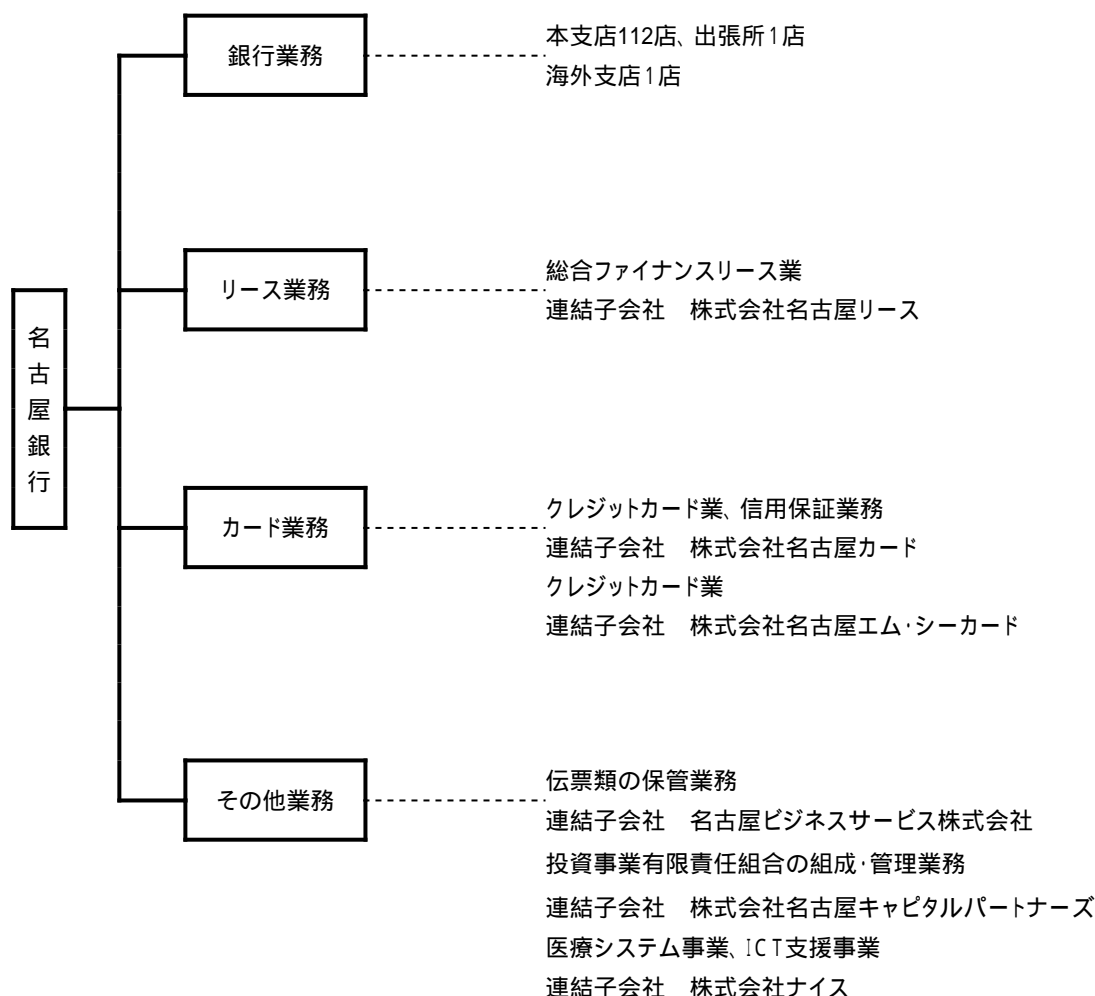 名古屋銀行
銀行業務
本支店112店、出張所1店
海外支店1店
リース業務
総合ファイナンスリース業
連結子会社　株式会社名古屋リース
カード業務
クレジットカード業、信用保証業務
連結子会社　株式会社名古屋カード
クレジットカード業
連結子会社　株式会社名古屋エム・シーカード
その他業務
伝票類の保管業務
連結子会社　名古屋ビジネスサービス株式会社
投資事業有限責任組合の組成・管理業務
連結子会社　株式会社名古屋キャピタルパートナーズ
医療システム事業、ICT支援事業
連結子会社　株式会社ナイス